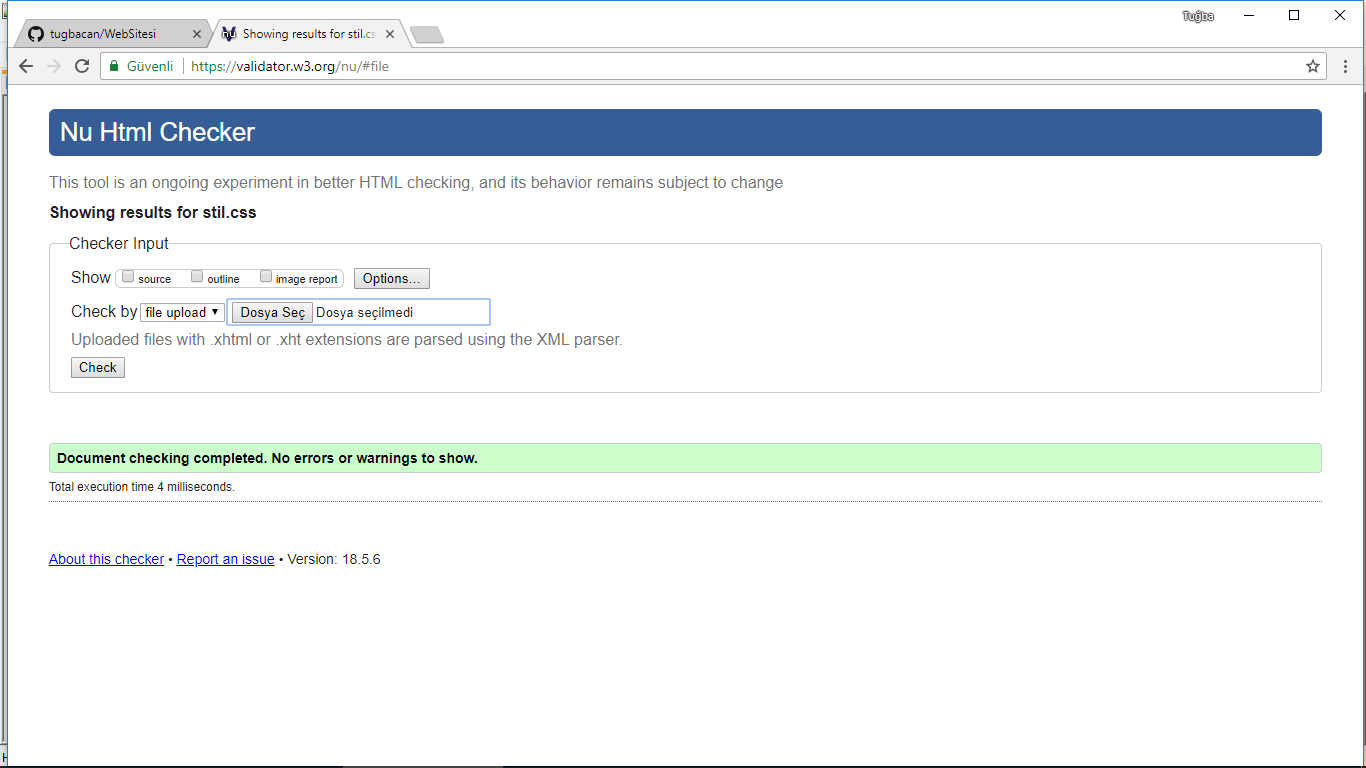 Tuğba
tugbacan/WebSitesi
Showing results for stil.cs
Güvenli https://validator.w3.org/nu/#file
Nu Html Checker
This tool is an ongoing experiment in better HTML checking, and its behavior remains subject to change
Showing results for stil.css
Checker Input
Show source outline image report Options...
Check by file upload Dosya Seç Dosya seçilmedi
Uploaded files with .xhtml or .xht extensions are parsed using the XML parser.
Check
Document checking completed. No errors or warnings to show.
Total execution time 4 milliseconds.
About this checker • Report an issue • Version: 18.5.6